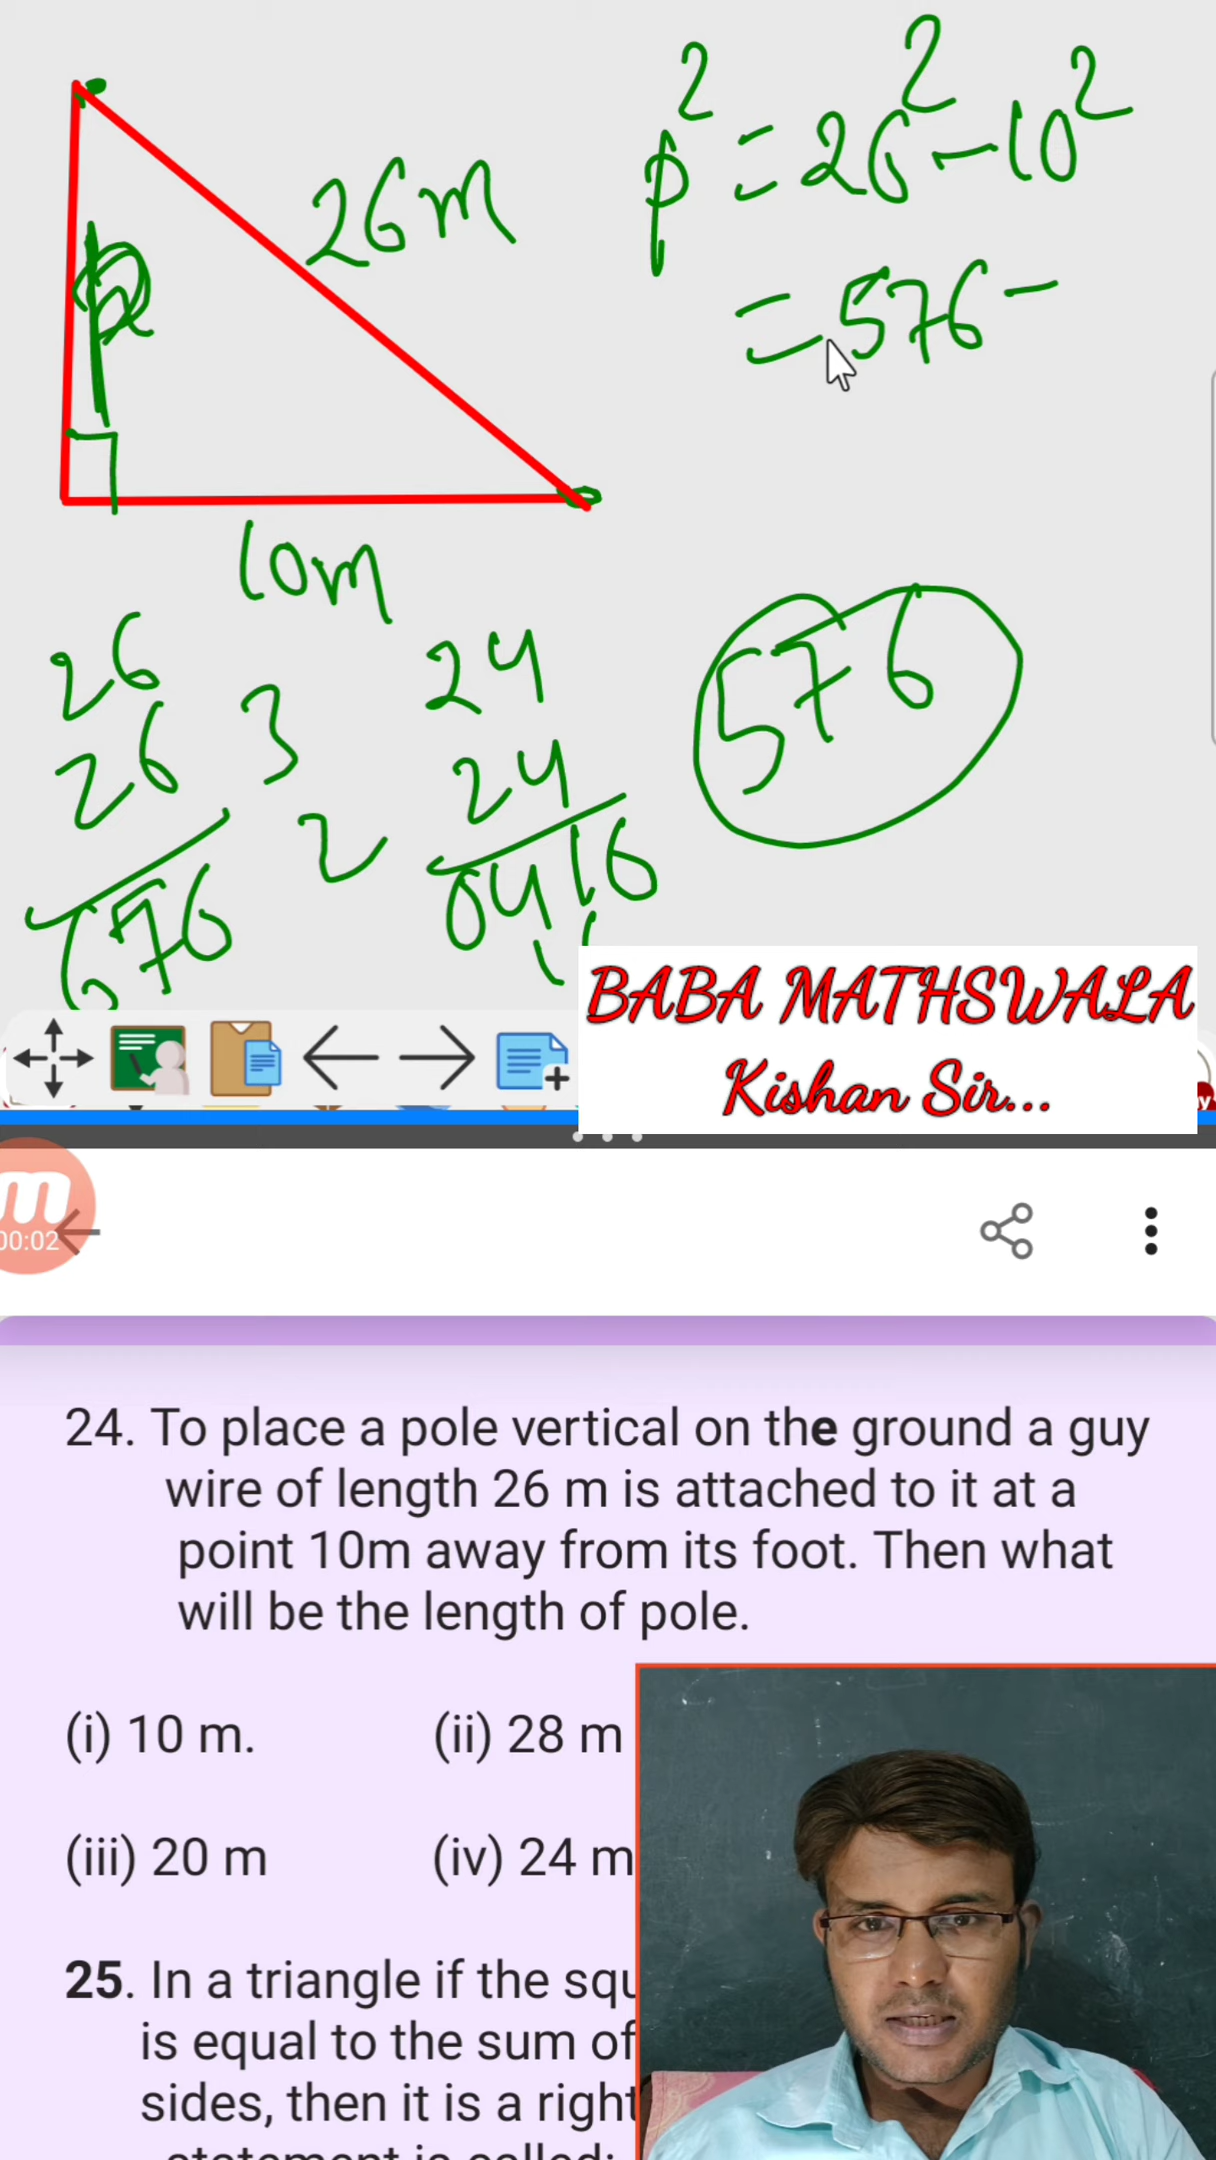 p² = 26² - 10²
26m
= 576 -
p
10m
26
26
676
3
2
24
24
0416
576
BABA MATHSWALA
Kishan Sir...
m
00:02
24. To place a pole vertical on the ground a guy
wire of length 26 m is attached to it at a
point 10m away from its foot. Then what
will be the length of pole.
(i) 10 m. (ii) 28 m
(iii) 20 m (iv) 24 m
25. In a triangle if the squ
is equal to the sum of
sides, then it is a right
statement is called: